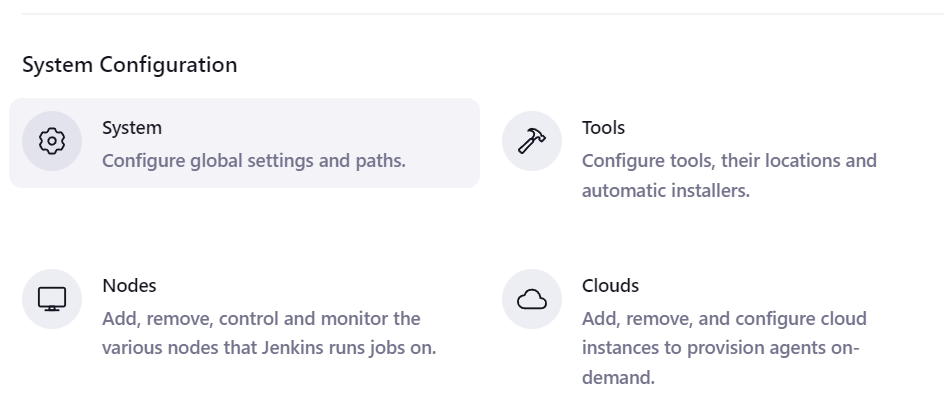 System Configuration
System
Configure global settings and paths.
Tools
Configure tools, their locations and
automatic installers.
Nodes
Add, remove, control and monitor the
various nodes that Jenkins runs jobs on.
Clouds
Add, remove, and configure cloud
instances to provision agents on-
demand.